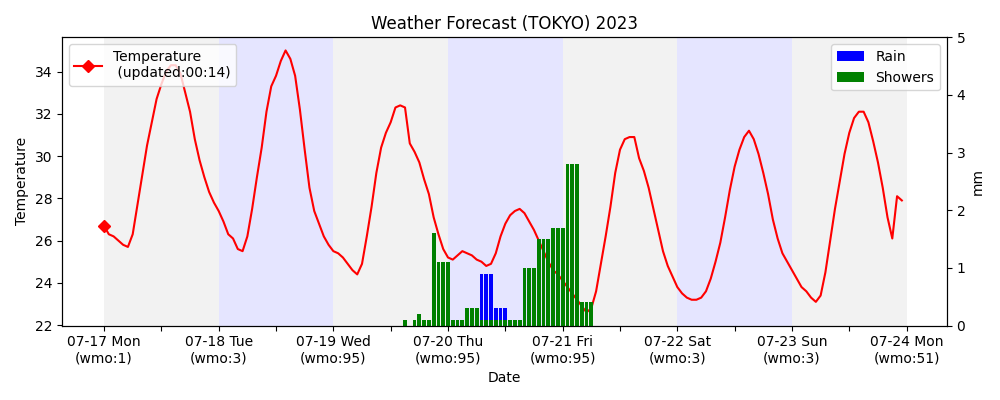 Weather Forecast (TOKYO) 2023
Temperature
(updated:00:14)
Rain
Showers
Temperature
34
32
30
28
26
24
22
5
4
3
2
1
0
mm
07-17 Mon
(wmo:1)
07-18 Tue
(wmo:3)
07-19 Wed
(wmo:95)
07-20 Thu
(wmo:95)
07-21 Fri
(wmo:95)
07-22 Sat
(wmo:3)
07-23 Sun
(wmo:3)
07-24 Mon
(wmo:51)
Date